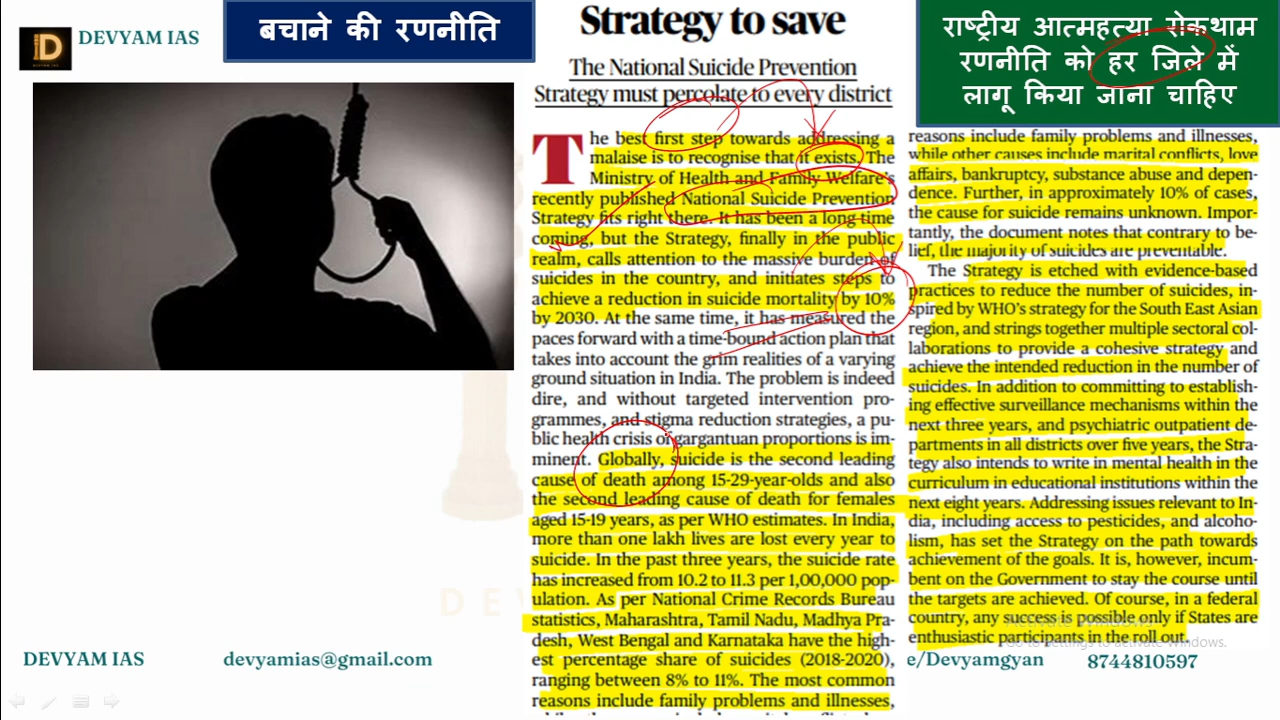 DEVYAM IAS
बचाने की रणनीति
Strategy to save
The National Suicide Prevention
Strategy must percolate to every district
The best first step towards addressing a
malaise is to recognise that it exists. The
Ministry of Health and Family Welfare's
recently published National Suicide Prevention
Strategy fits right there. It has been a long time
coming, but the Strategy, finally in the public
realm, calls attention to the massive burden of
suicides in the country, and initiates steps to
achieve a reduction in suicide mortality by 10%
by 2030. At the same time, it has measured the
paces forward with a time-bound action plan that
takes into account the grim realities of a varying
ground situation in India. The problem is indeed
dire, and without targeted intervention pro-
grammes, and stigma reduction strategies, a pu-
blic health crisis of gargantuan proportions is im-
minent. Globally, suicide is the second leading
cause of death among 15-29-year-olds and also
the second leading cause of death for females
aged 15-19 years, as per WHO estimates. In India,
more than one lakh lives are lost every year to
suicide. In the past three years, the suicide rate
has increased from 10.2 to 11.3 per 1,00,000 pop-
ulation. As per National Crime Records Bureau
statistics, Maharashtra, Tamil Nadu, Madhya Pra-
desh, West Bengal and Karnataka have the high-
est percentage share of suicides (2018-2020),
ranging between 8% to 11%. The most common
reasons include family problems and illnesses,
राष्ट्रीय आत्महत्या रोकथाम
रणनीति को हर जिले में
लागू किया जाना चाहिए
reasons include family problems and illnesses,
while other causes include marital conflicts, love
affairs, bankruptcy, substance abuse and depen-
dence. Further, in approximately 10% of cases,
the cause for suicide remains unknown. Impor-
tantly, the document notes that contrary to be-
lief, the majority of suicides are preventable.
The Strategy is etched with evidence-based
practices to reduce the number of suicides, in-
spired by WHO's strategy for the South East Asian
region, and strings together multiple sectoral col-
laborations to provide a cohesive strategy and
achieve the intended reduction in the number of
suicides. In addition to committing to establish-
ing effective surveillance mechanisms within the
next three years, and psychiatric outpatient de-
partments in all districts over five years, the Stra-
tegy also intends to write in mental health in the
curriculum in educational institutions within the
next eight years. Addressing issues relevant to In-
dia, including access to pesticides, and alcoho-
lism, has set the Strategy on the path towards
achievement of the goals. It is, however, incum-
bent on the Government to stay the course until
the targets are achieved. Of course, in a federal
country, any success is possible only if States are
enthusiastic participants in the roll out.
Activate Windows
Go to Settings to activate Windows.
DEVYAM IAS
devyamias@gmail.com
e/Devyamgyan
8744810597